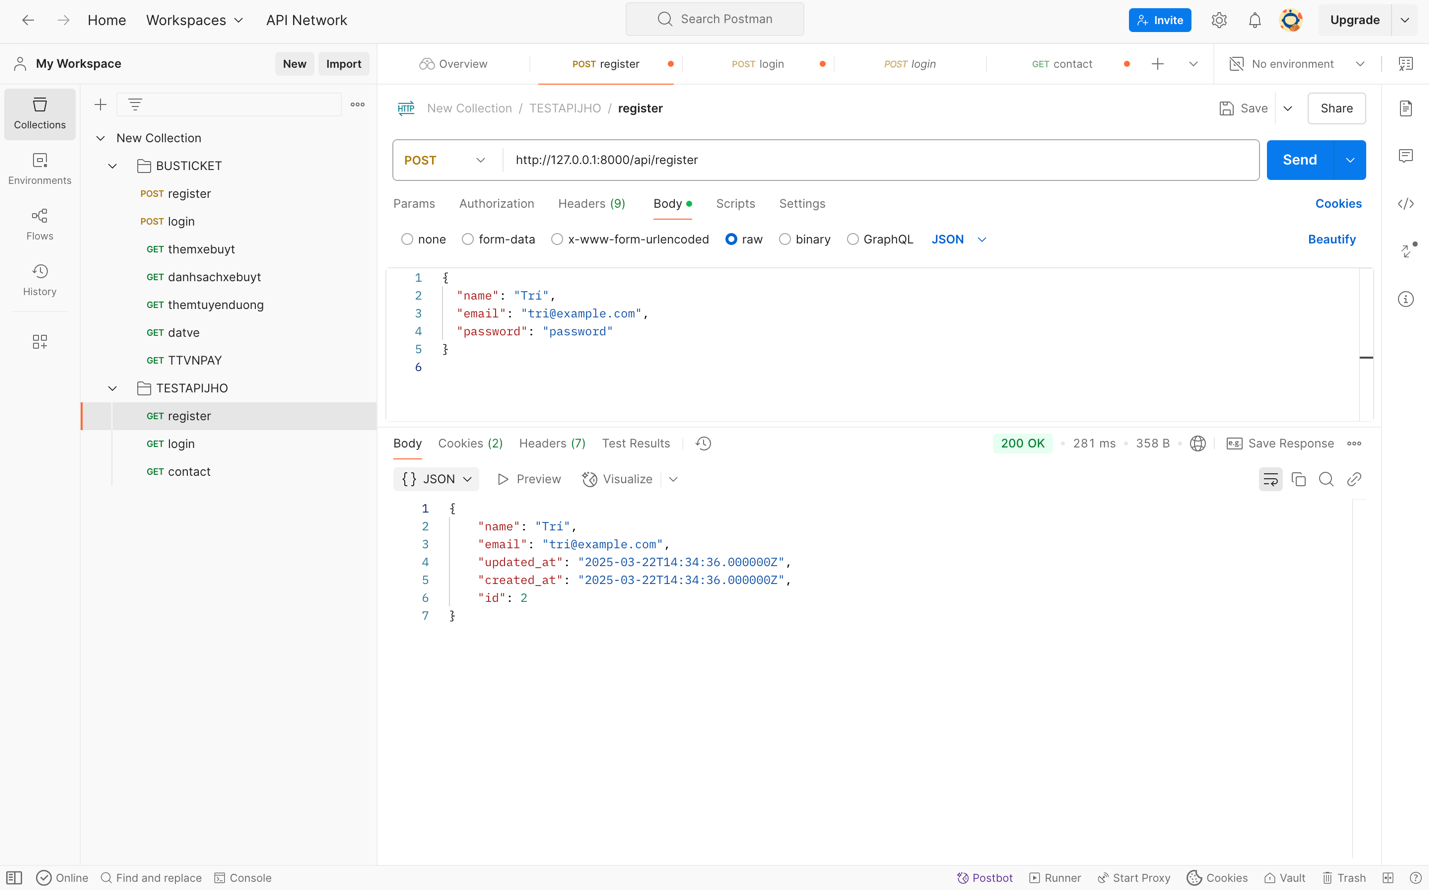 Home Workspaces API Network Search Postman Invite Upgrade
My Workspace New Import Overview POST register POST login POST login GET contact No environment
Collections
Environments
Flows
History
New Collection
BUSTICKET
POST register
POST login
GET themxebuyt
GET danhsachxebuyt
GET themtuyenduong
GET datve
GET TTVNPAY
TESTAPIJHO
GET register
GET login
GET contact
HTTP New Collection / TESTAPIJHO / register Save Share
POST http://127.0.0.1:8000/api/register Send
Params Authorization Headers (9) Body Scripts Settings Cookies
none form-data x-www-form-urlencoded raw binary GraphQL JSON Beautify
1 {
2 "name": "Trí",
3 "email": "tri@example.com",
4 "password": "password"
5 }
6
Body Cookies (2) Headers (7) Test Results 200 OK 281 ms 358 B e.g. Save Response
{} JSON Preview Visualize
1 {
2 "name": "Trí",
3 "email": "tri@example.com",
4 "updated_at": "2025-03-22T14:34:36.000000Z",
5 "created_at": "2025-03-22T14:34:36.000000Z",
6 "id": 2
7 }
Online Find and replace Console Postbot Runner Start Proxy Cookies Vault Trash